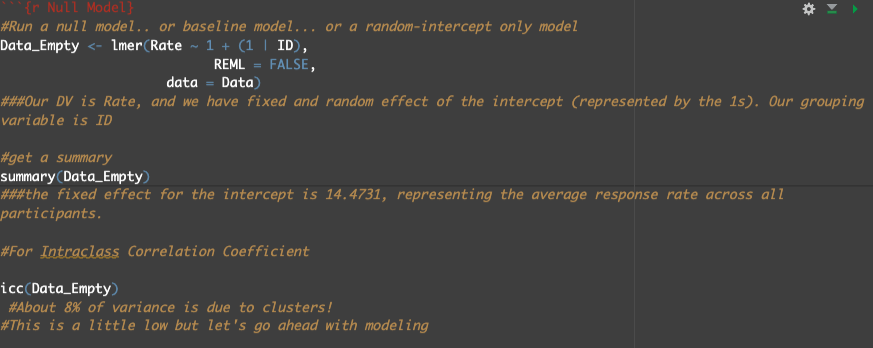 ```{r Null Model}
#Run a null model.. or baseline model... or a random-intercept only model
Data_Empty <- lmer(Rate ~ 1 + (1 | ID),
REML = FALSE,
data = Data)
###Our DV is Rate, and we have fixed and random effect of the intercept (represented by the 1s). Our grouping
variable is ID
#get a summary
summary(Data_Empty)
###the fixed effect for the intercept is 14.4731, representing the average response rate across all
participants.
#For Intraclass Correlation Coefficient
icc(Data_Empty)
#About 8% of variance is due to clusters!
#This is a little low but let's go ahead with modeling